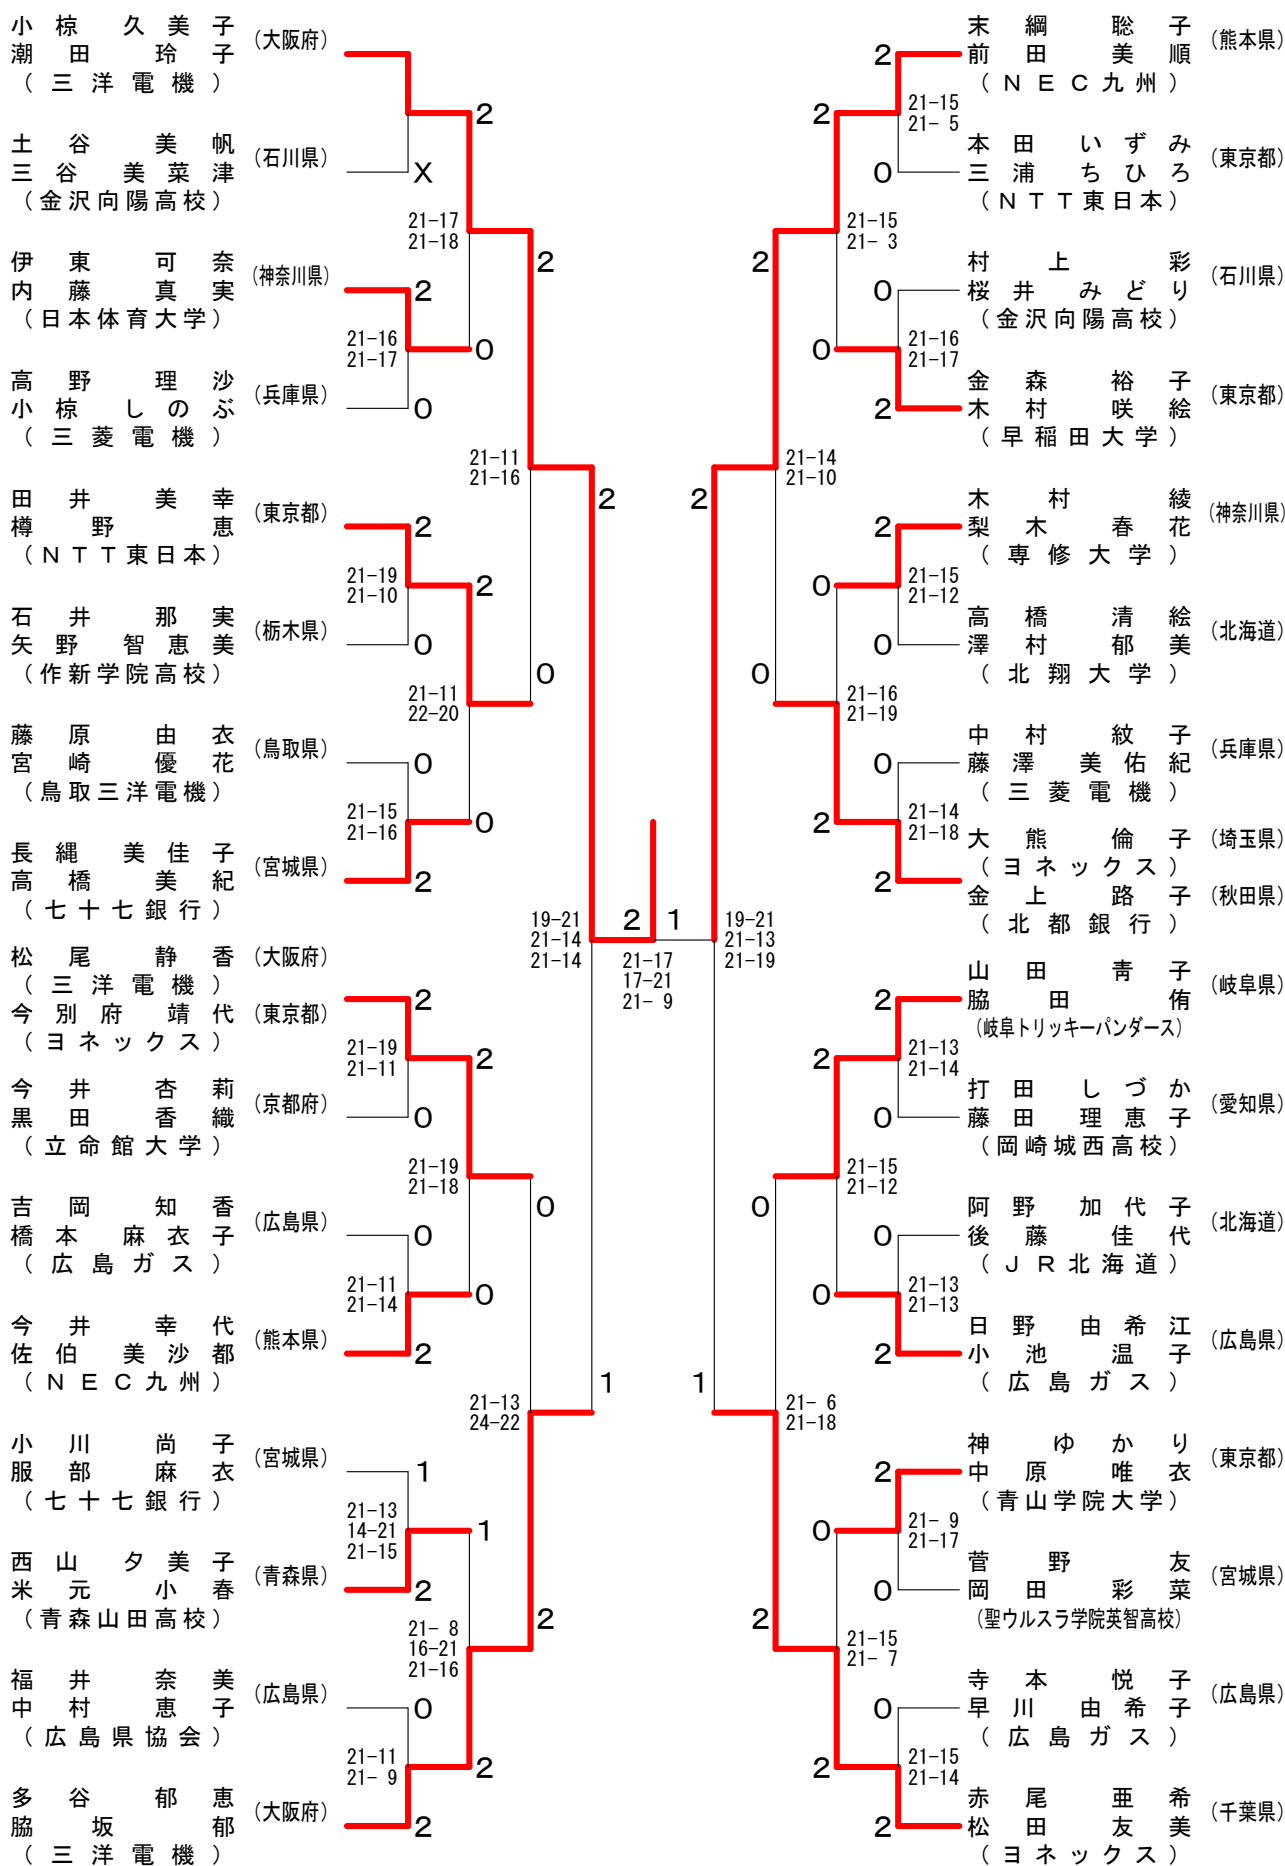 小椋 久美子
潮田 玲子
(三洋電機)
(大阪府)
2
土谷 美帆
三谷 美菜津
(金沢向陽高校)
(石川県)
X
21-17
21-18
2
伊東 可奈
内藤 真実
(日本体育大学)
(神奈川県)
2
21-16
21-17
0
高野 理沙
小椋 しのぶ
(三菱電機)
(兵庫県)
0
21-11
21-16
2
田井 美幸
樽野 恵
(NTT東日本)
(東京都)
2
21-19
21-10
2
石井 那実
矢野 智恵美
(作新学院高校)
(栃木県)
0
21-11
22-20
0
藤原 由衣
宮崎 優花
(鳥取三洋電機)
(鳥取県)
0
21-15
21-16
0
長縄 美佳子
高橋 美紀
(七十七銀行)
(宮城県)
2
19-21
21-14
21-14
松尾 静香
(三洋電機)
(大阪府)
今別府 靖代
(ヨネックス)
(東京都)
2
21-19
21-11
2
今井 杏莉
黒田 香織
(立命館大学)
(京都府)
0
21-19
21-18
0
吉岡 知香
橋本 麻衣子
(広島ガス)
(広島県)
0
21-11
21-14
0
今井 幸代
佐伯 美沙都
(NEC九州)
(熊本県)
2
21-13
24-22
1
小川 尚子
服部 麻衣
(七十七銀行)
(宮城県)
1
21-13
14-21
21-15
1
西山 夕美子
米元 小春
(青森山田高校)
(青森県)
2
21- 8
16-21
21-16
2
福井 奈美
中村 恵子
(広島県協会)
(広島県)
0
21-11
21- 9
2
多谷 郁恵
脇坂 郁
(三洋電機)
(大阪府)
2
2 1
21-17
17-21
21- 9
末綱 聡子
前田 美順
(NEC九州)
(熊本県)
2
21-15
21- 5
2
本田 いずみ
三浦 ちひろ
(NTT東日本)
(東京都)
0
21-15
21- 3
2
村上 彩
桜井 みどり
(金沢向陽高校)
(石川県)
0
21-16
21-17
0
金森 裕子
木村 咲絵
(早稲田大学)
(東京都)
2
21-14
21-10
2
木村 綾
梨木 春花
(専修大学)
(神奈川県)
2
21-15
21-12
0
高橋 清絵
澤村 郁美
(北翔大学)
(北海道)
0
21-16
21-19
0
中村 紋子
藤澤 美佑紀
(三菱電機)
(兵庫県)
0
21-14
21-18
2
大熊 倫子
(ヨネックス)
(埼玉県)
金上 路子
(北都銀行)
(秋田県)
2
19-21
21-13
21-19
山田 青子
脇田 侑
(岐阜トリッキーパンダース)
(岐阜県)
2
21-13
21-14
2
打田 しづか
藤田 理恵子
(岡崎城西高校)
(愛知県)
0
21-15
21-12
0
阿野 加代子
後藤 佳代
(JR北海道)
(北海道)
0
21-13
21-13
0
日野 由希江
小池 温子
(広島ガス)
(広島県)
2
21- 6
21-18
1
神 ゆかり
中原 唯衣
(青山学院大学)
(東京都)
2
21- 9
21-17
0
菅野 友
岡田 彩菜
(聖ウルスラ学院英智高校)
(宮城県)
0
21-15
21- 7
2
寺本 悦子
早川 由希子
(広島ガス)
(広島県)
0
21-15
21-14
2
赤尾 亜希
松田 友美
(ヨネックス)
(千葉県)
2